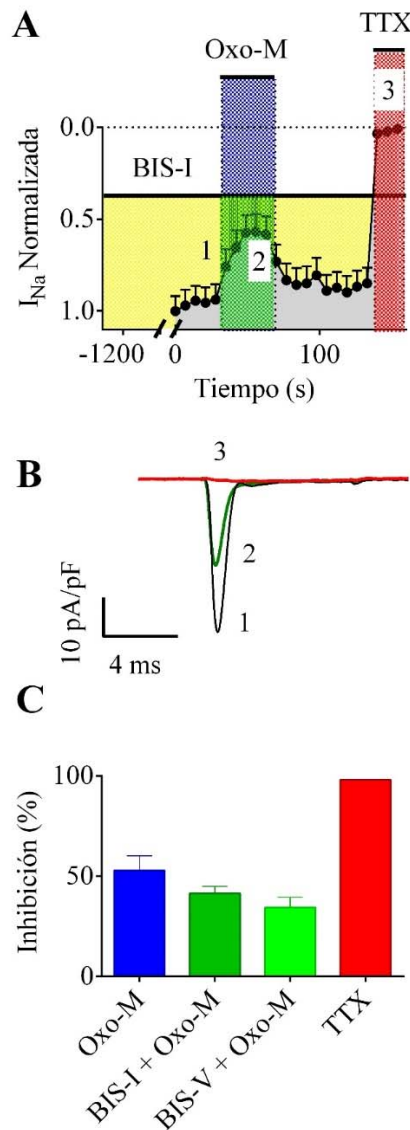 A
Oxo-M
TTX
3
0.0
BIS-I
0.5
1
2
1.0
I_Na Normalizada
-1200
0
100
Tiempo (s)
B
3
2
1
10 pA/pF
4 ms
C
100
50
0
Inhibición (%)
Oxo-M
BIS-I + Oxo-M
BIS-V + Oxo-M
TTX